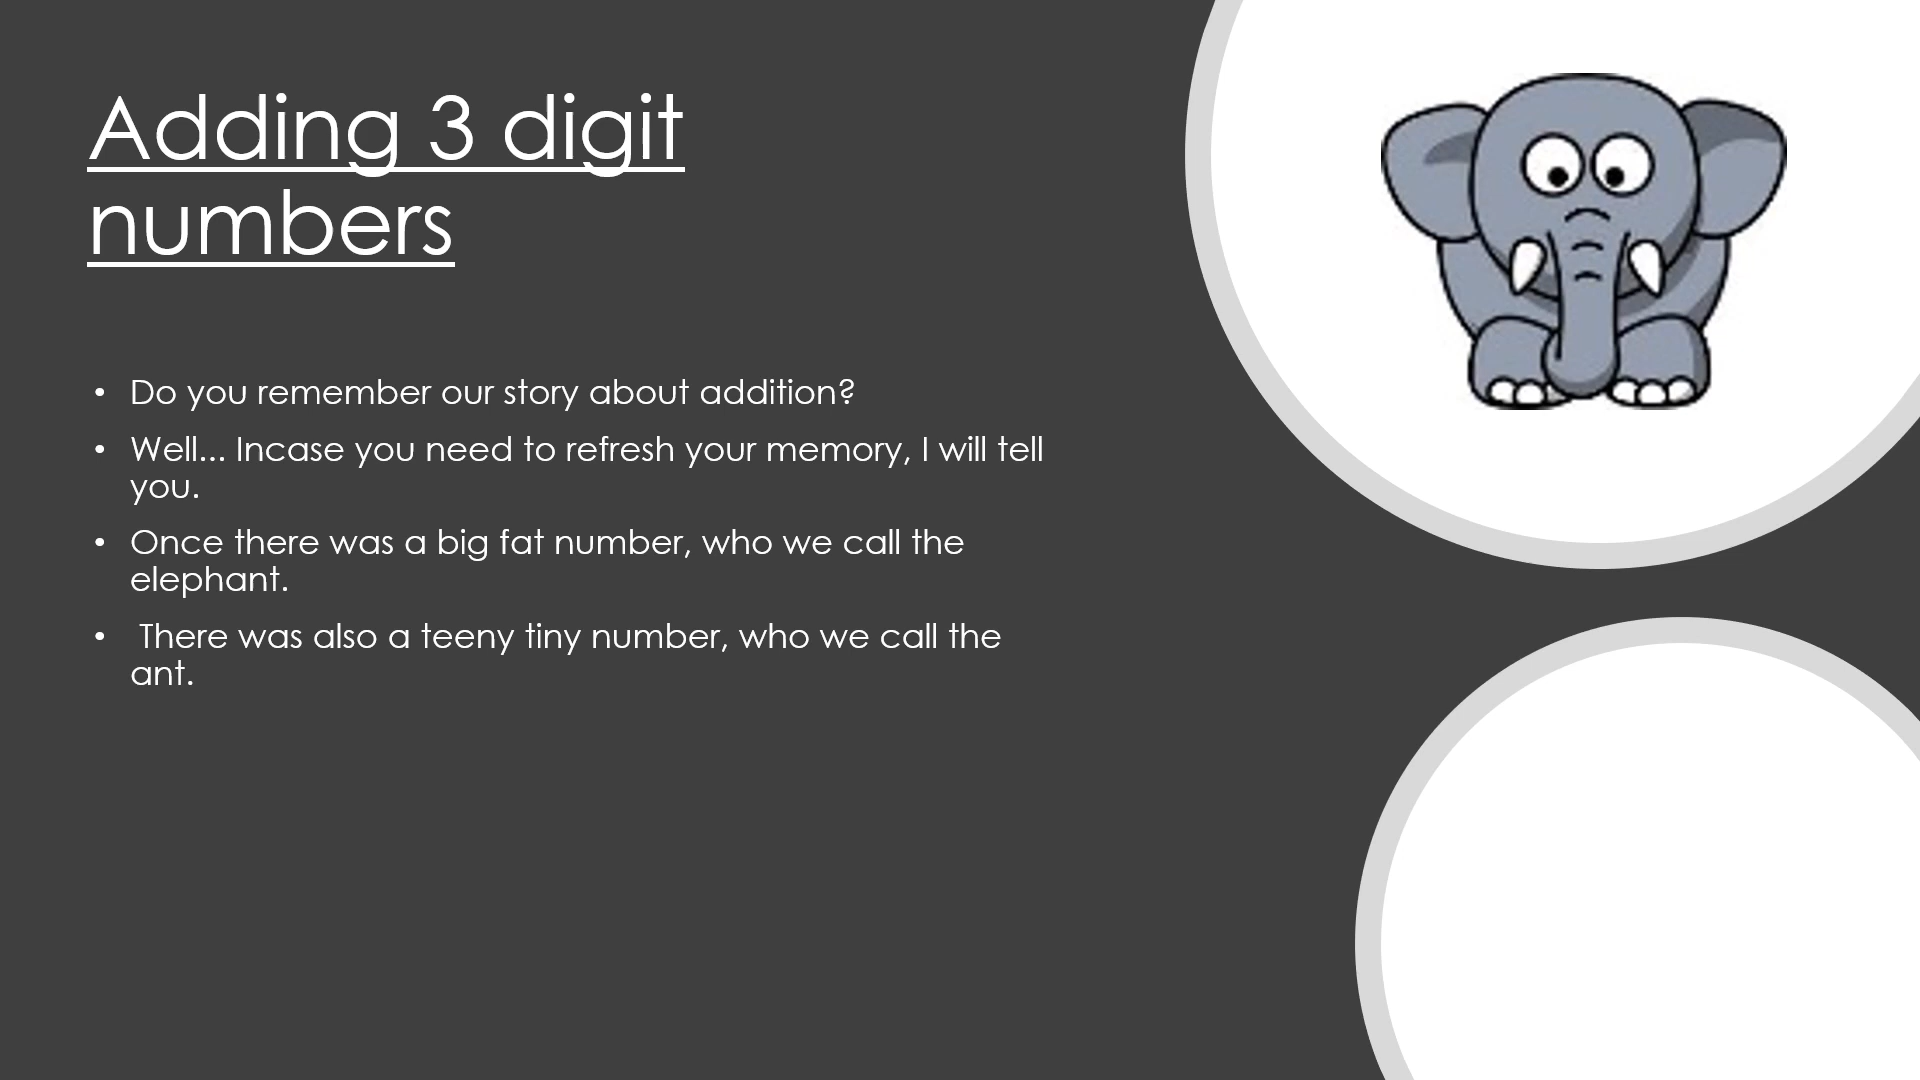 Adding 3 digit
numbers
• Do you remember our story about addition?
• Well... Incase you need to refresh your memory, I will tell
you.
• Once there was a big fat number, who we call the
elephant.
• There was also a teeny tiny number, who we call the
ant.